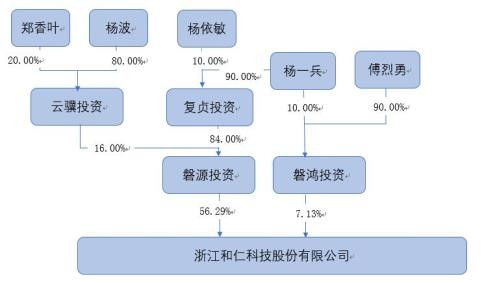 郑香叶
杨波
杨依敏
杨一兵
傅烈勇
20.00%
80.00%
10.00%
90.00%
10.00%
90.00%
云骥投资
复贞投资
16.00%
84.00%
磐源投资
磐鸿投资
56.29%
7.13%
浙江和仁科技股份有限公司